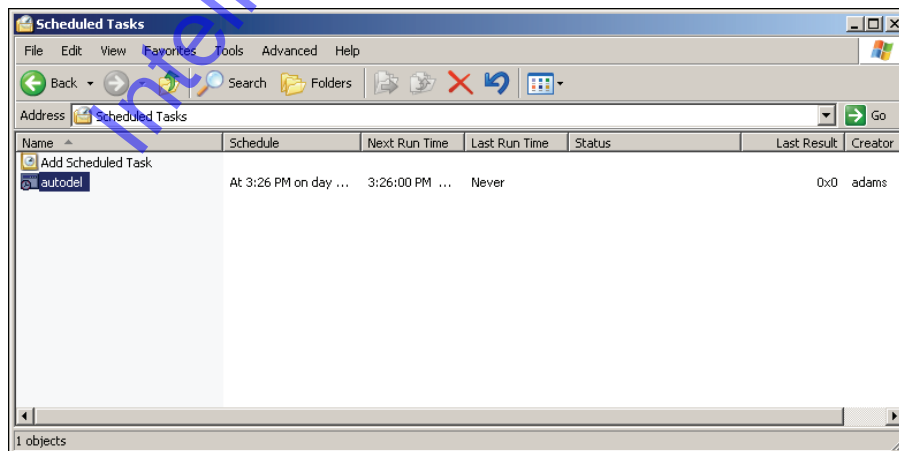 Scheduled Tasks
File Edit View Favorites Tools Advanced Help
Back Search Folders
Address Scheduled Tasks Go
Name Schedule Next Run Time Last Run Time Status Last Result Creator
Add Scheduled Task
autodel At 3:26 PM on day ... 3:26:00 PM ... Never 0x0 adams
1 objects